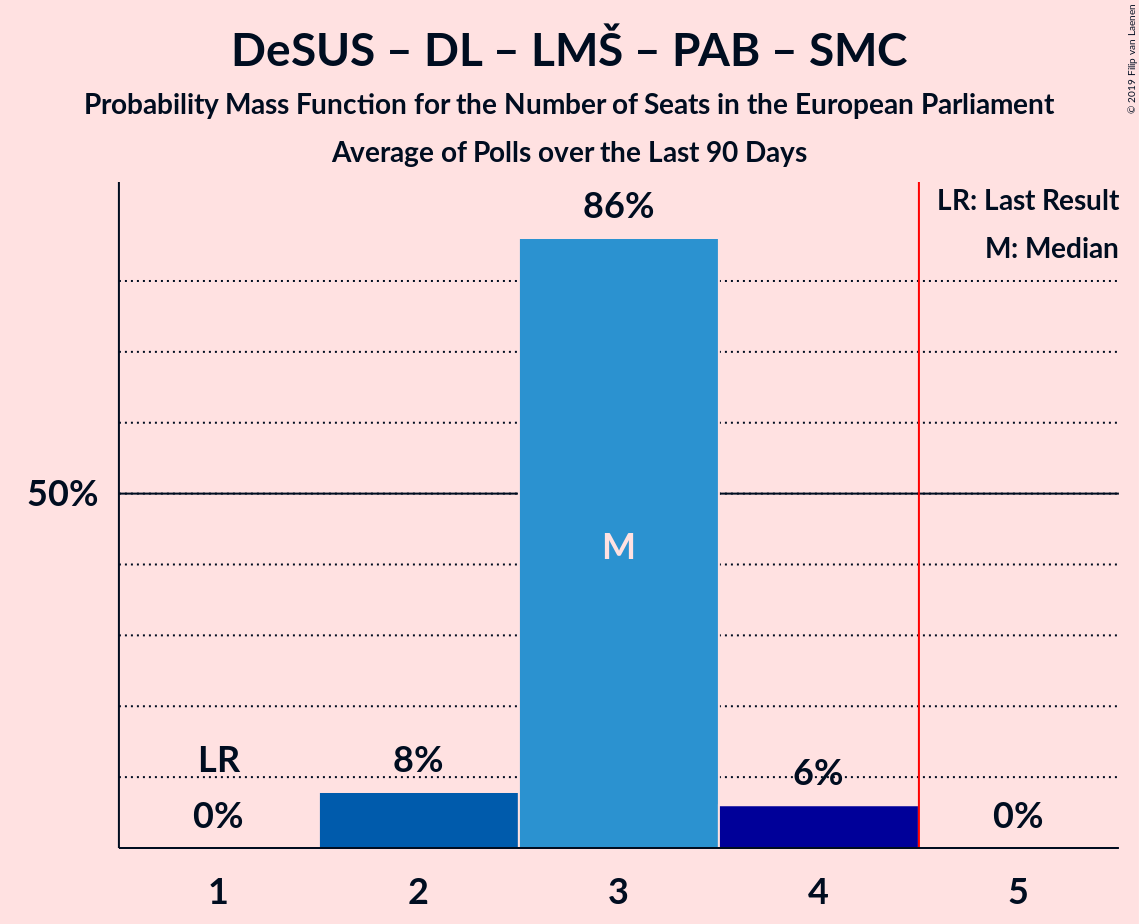 DeSUS – DL – LMŠ – PAB – SMC
Probability Mass Function for the Number of Seats in the European Parliament
Average of Polls over the Last 90 Days
© 2019 Filip van Laenen
LR: Last Result
M: Median
86%
50%
M
LR
8%
6%
0%
0%
1
2
3
4
5